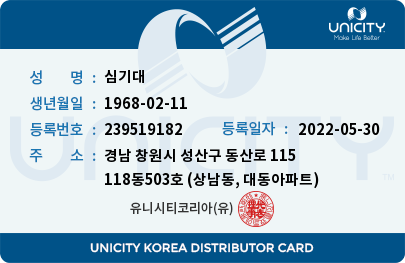 UNICITY
Make Life Better
성 명 : 심기대
생년월일 : 1968-02-11
등록번호 : 239519182 등록일자 : 2022-05-30
주 소 : 경남 창원시 성산구 동산로 115
118동503호 (상남동, 대동아파트)
유니시티코리아(유)
UNICITY
UNICITY KOREA DISTRIBUTOR CARD